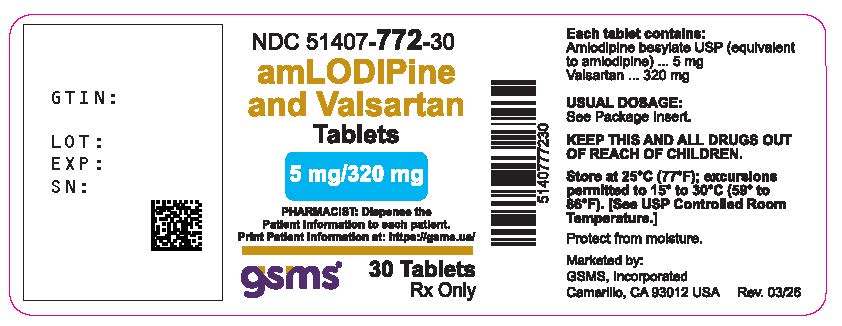 GTIN:
LOT:
EXP:
SN:
NDC 51407-772-30
amLODIPine
and Valsartan
Tablets
5 mg/320 mg
PHARMACIST: Dispense the
Patient Information to each patient.
Print Patient Information at: https://gsms.us/
gsms
30 Tablets
Rx Only
5140777230
Each tablet contains:
Amlodipine besylate USP (equivalent
to amlodipine) ... 5 mg
Valsartan ... 320 mg
USUAL DOSAGE:
See Package Insert.
KEEP THIS AND ALL DRUGS OUT
OF REACH OF CHILDREN.
Store at 25°C (77°F); excursions
permitted to 15° to 30°C (59° to
86°F). [See USP Controlled Room
Temperature.]
Protect from moisture.
Marketed by:
GSMS, Incorporated
Camarillo, CA 93012 USA Rev. 03/26